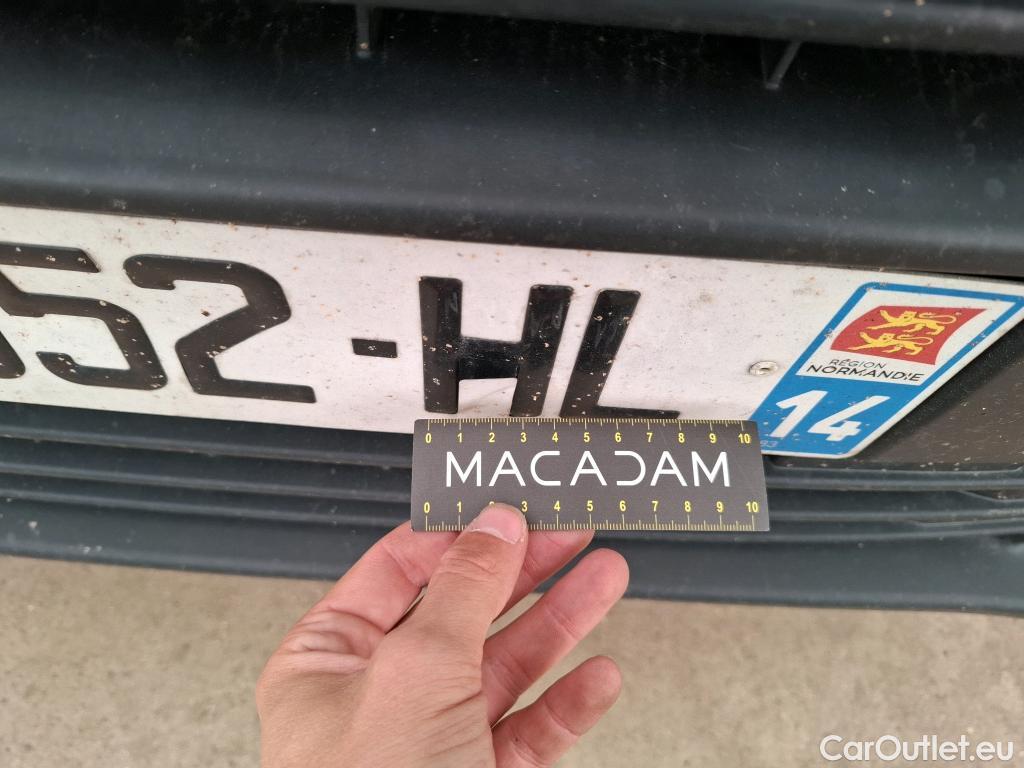 52-HL
RÉGION
NORMANDIE
14
93
0 1 2 3 4 5 6 7 8 9 10
MACADAM
0 1 3 4 5 6 7 8 9 10
CarOutlet.eu